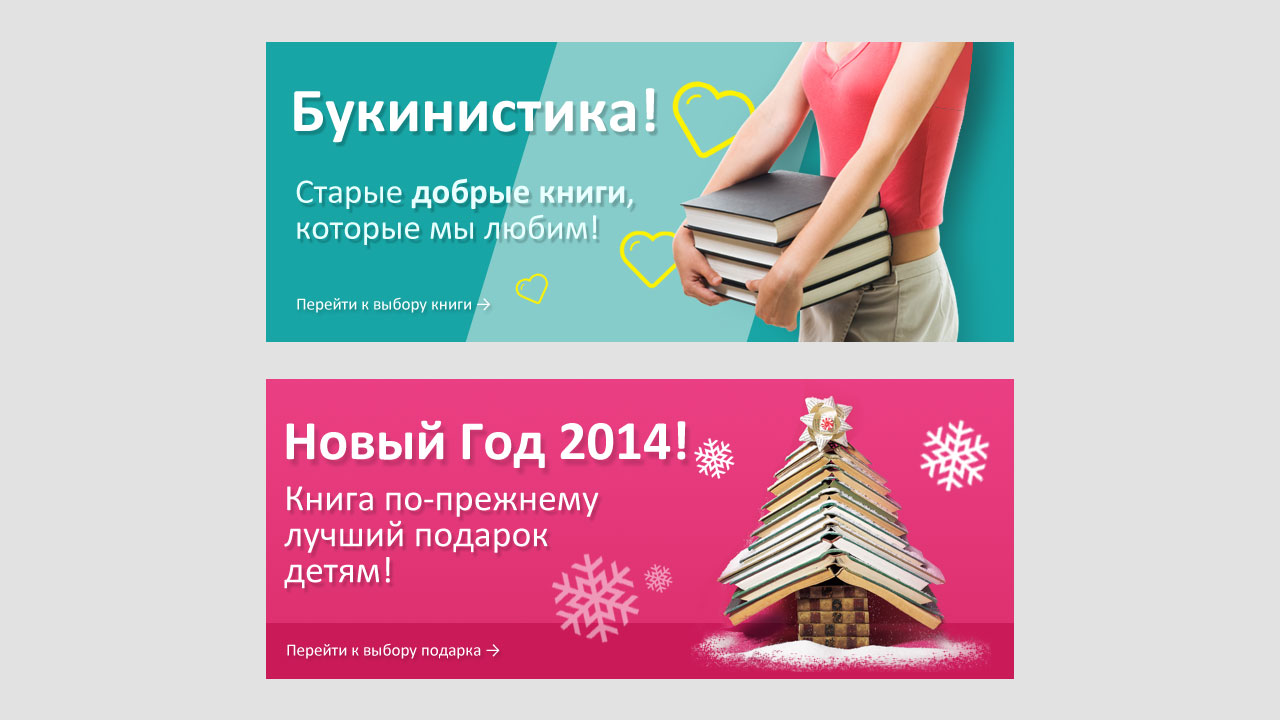 Букинистика!
Старые добрые книги,
которые мы любим!
Перейти к выбору книги →
Новый Год 2014!
Книга по-прежнему
лучший подарок
детям!
Перейти к выбору подарка →